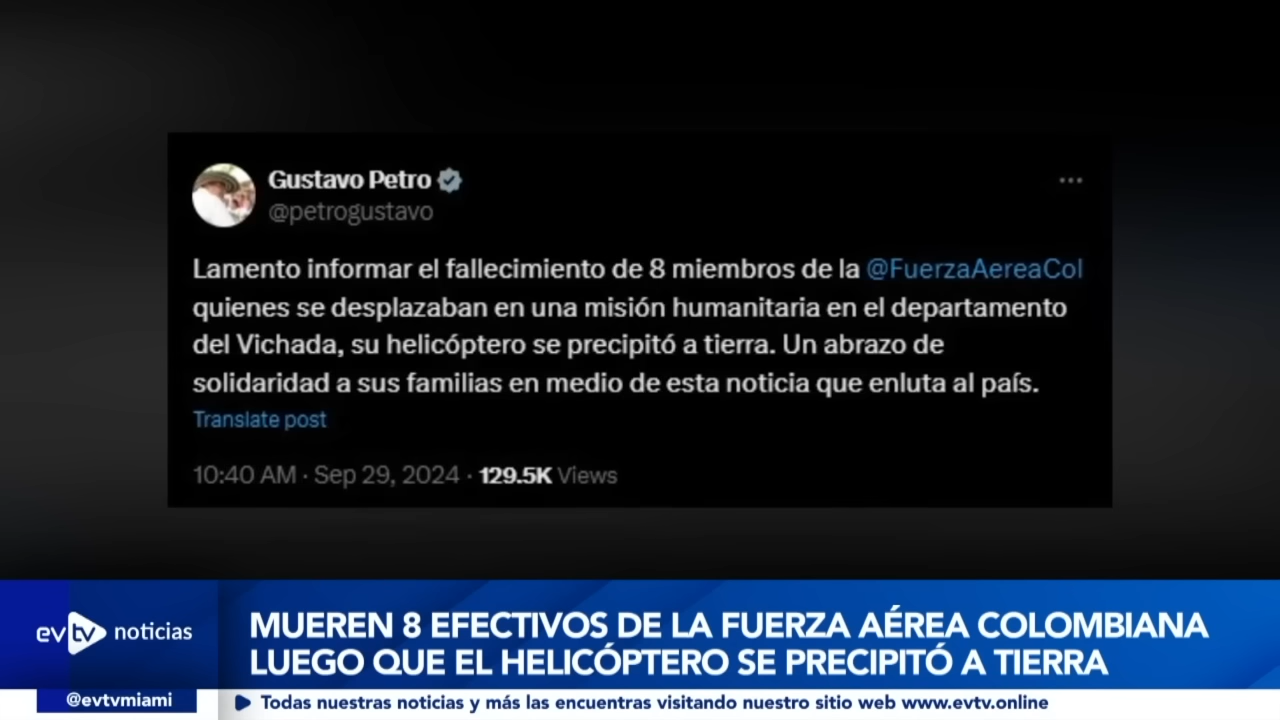 Gustavo Petro
@petrogustavo
Lamento informar el fallecimiento de 8 miembros de la @FuerzaAereaCol
quienes se desplazaban en una misión humanitaria en el departamento
del Vichada, su helicóptero se precipitó a tierra. Un abrazo de
solidaridad a sus familias en medio de esta noticia que enluta al país.
Translate post
10:40 AM · Sep 29, 2024 · 129.5K Views
evtv noticias
MUEREN 8 EFECTIVOS DE LA FUERZA AÉREA COLOMBIANA
LUEGO QUE EL HELICÓPTERO SE PRECIPITÓ A TIERRA
@evtvmiami
Todas nuestras noticias y más las encuentras visitando nuestro sitio web www.evtv.online